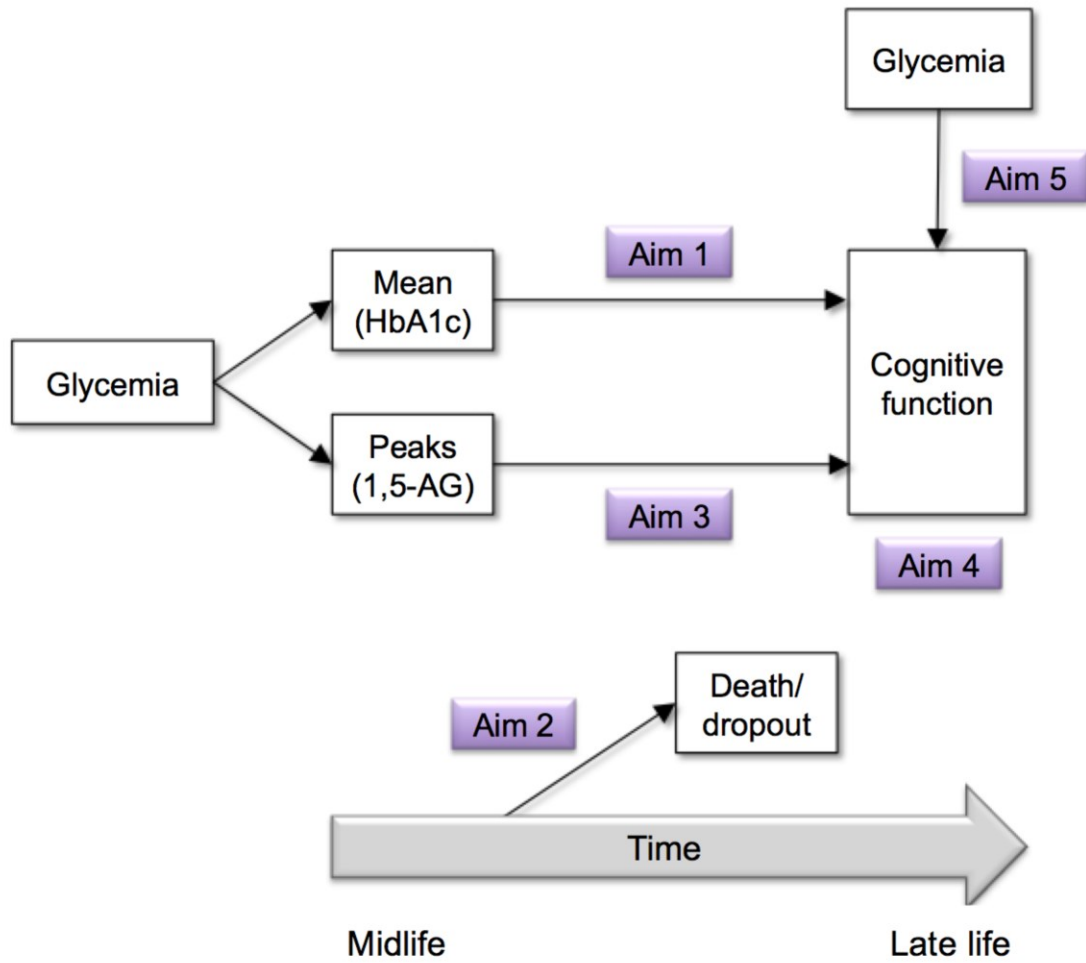 Glycemia
Aim 5
Aim 1
Mean
(HbA1c)
Glycemia
Cognitive
function
Peaks
(1,5-AG)
Aim 3
Aim 4
Death/
dropout
Aim 2
Time
Midlife
Late life